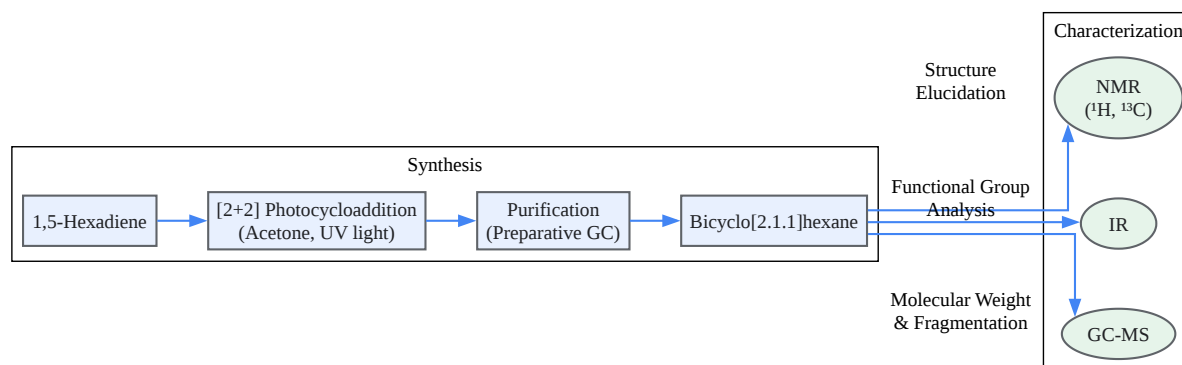 Characterization
Structure
Elucidation
NMR
(¹H, ¹³C)
Synthesis
1,5-Hexadiene
[2+2] Photocycloaddition
(Acetone, UV light)
Purification
(Preparative GC)
Bicyclo[2.1.1]hexane
Functional Group
Analysis
IR
Molecular Weight
& Fragmentation
GC-MS